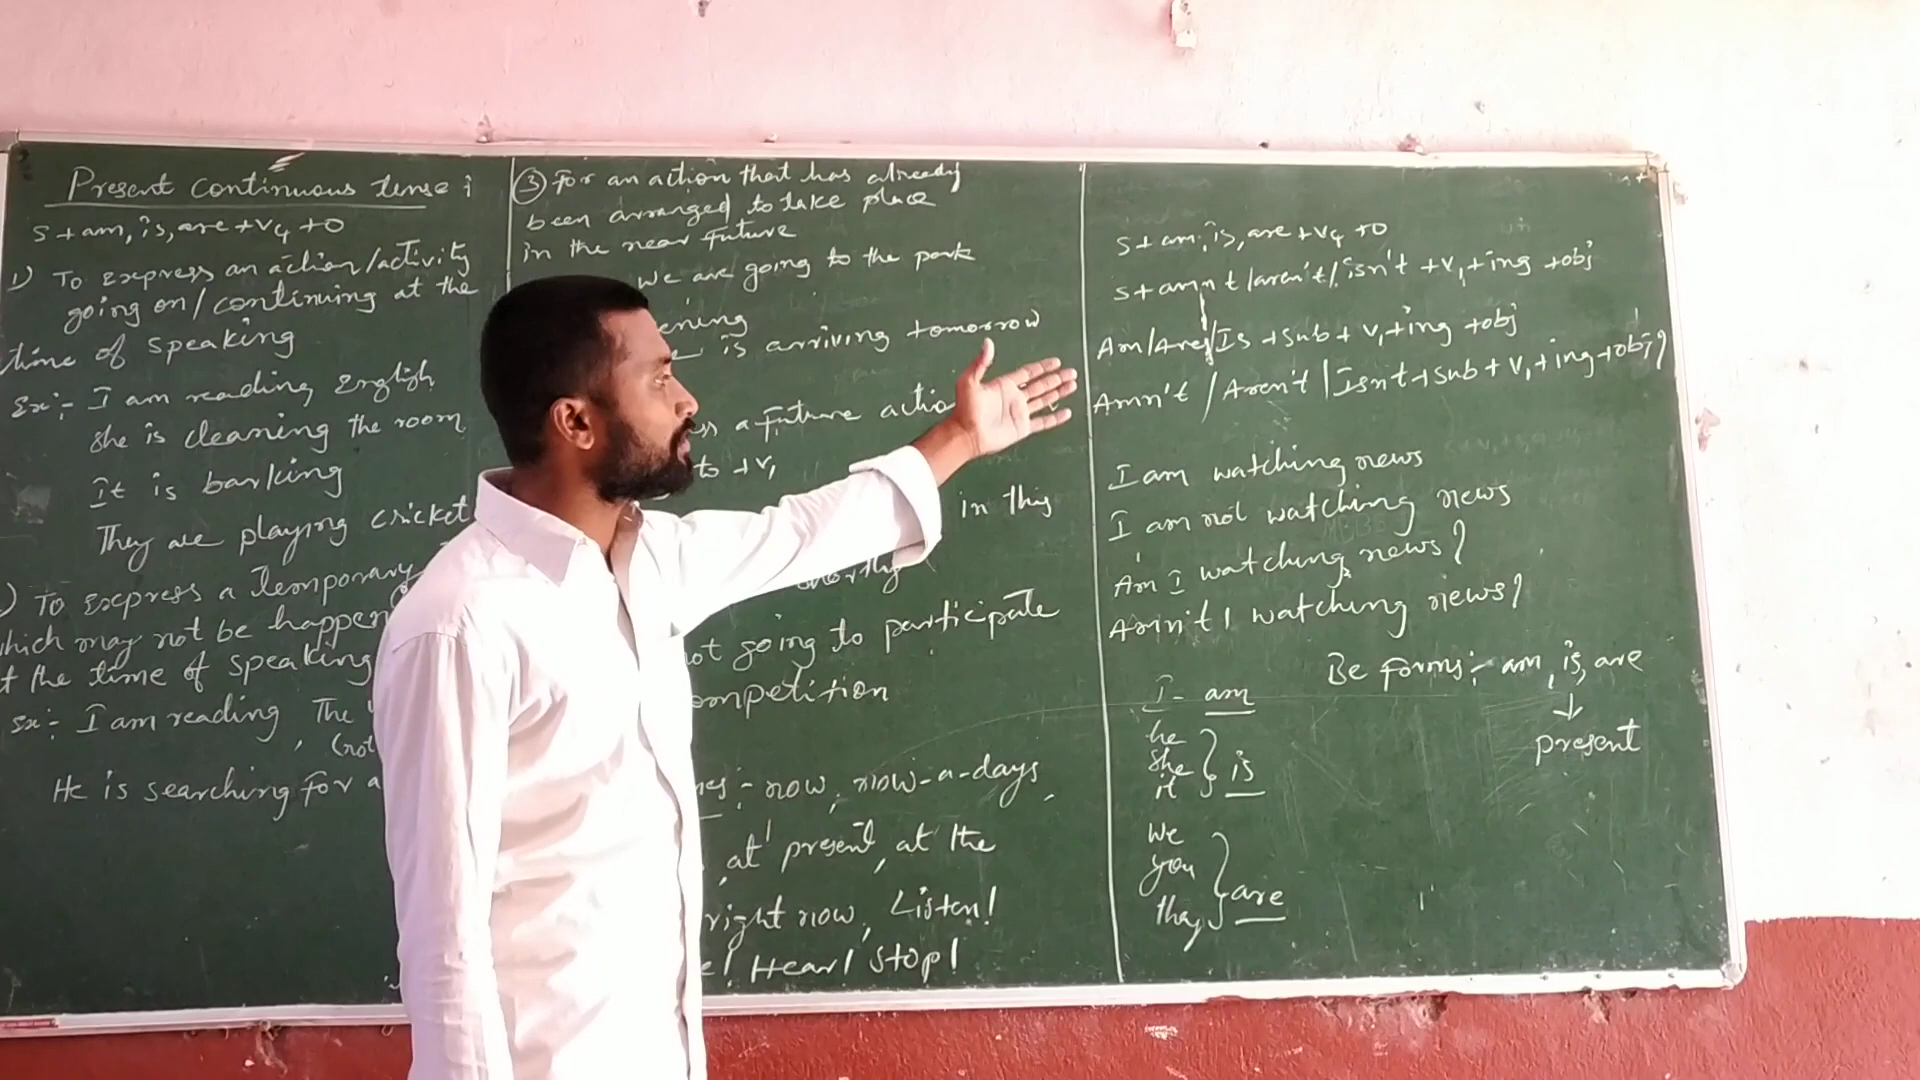 Present continuous tense :
S + am, is, are + V4 + O
1) To express an action/activity
going on/continuing at the
time of speaking
Ex:- I am reading English
she is cleaning the room
It is barking
They are playing cricket
) To express a temporary
which may not be happen
t the time of speaking
Ex:- I am reading The
(not
He is searching for a
3 For an action that has already
been arranged to take place
in the near future
We are going to the park
ening
is arriving tomorrow
ss a future actio
to + V1
in this
shortly
not going to participate
ompetition
mes :- now, now-a-days,
, at present, at the
right now, Listen!
e! Hear! Stop!
S + am, is, are + V4 + O
S + amn't/aren't/isn't + V1 + ing + obj
Am/Are/Is + sub + V1 + ing + obj
Amn't/Aren't/Isn't + sub + V1 + ing + obj?
I am watching news
I am not watching news
Am I watching news?
Amn't I watching news?
Be forms:- am, is, are
↓
present
I - am
he
she
it
is
we
you
they
are